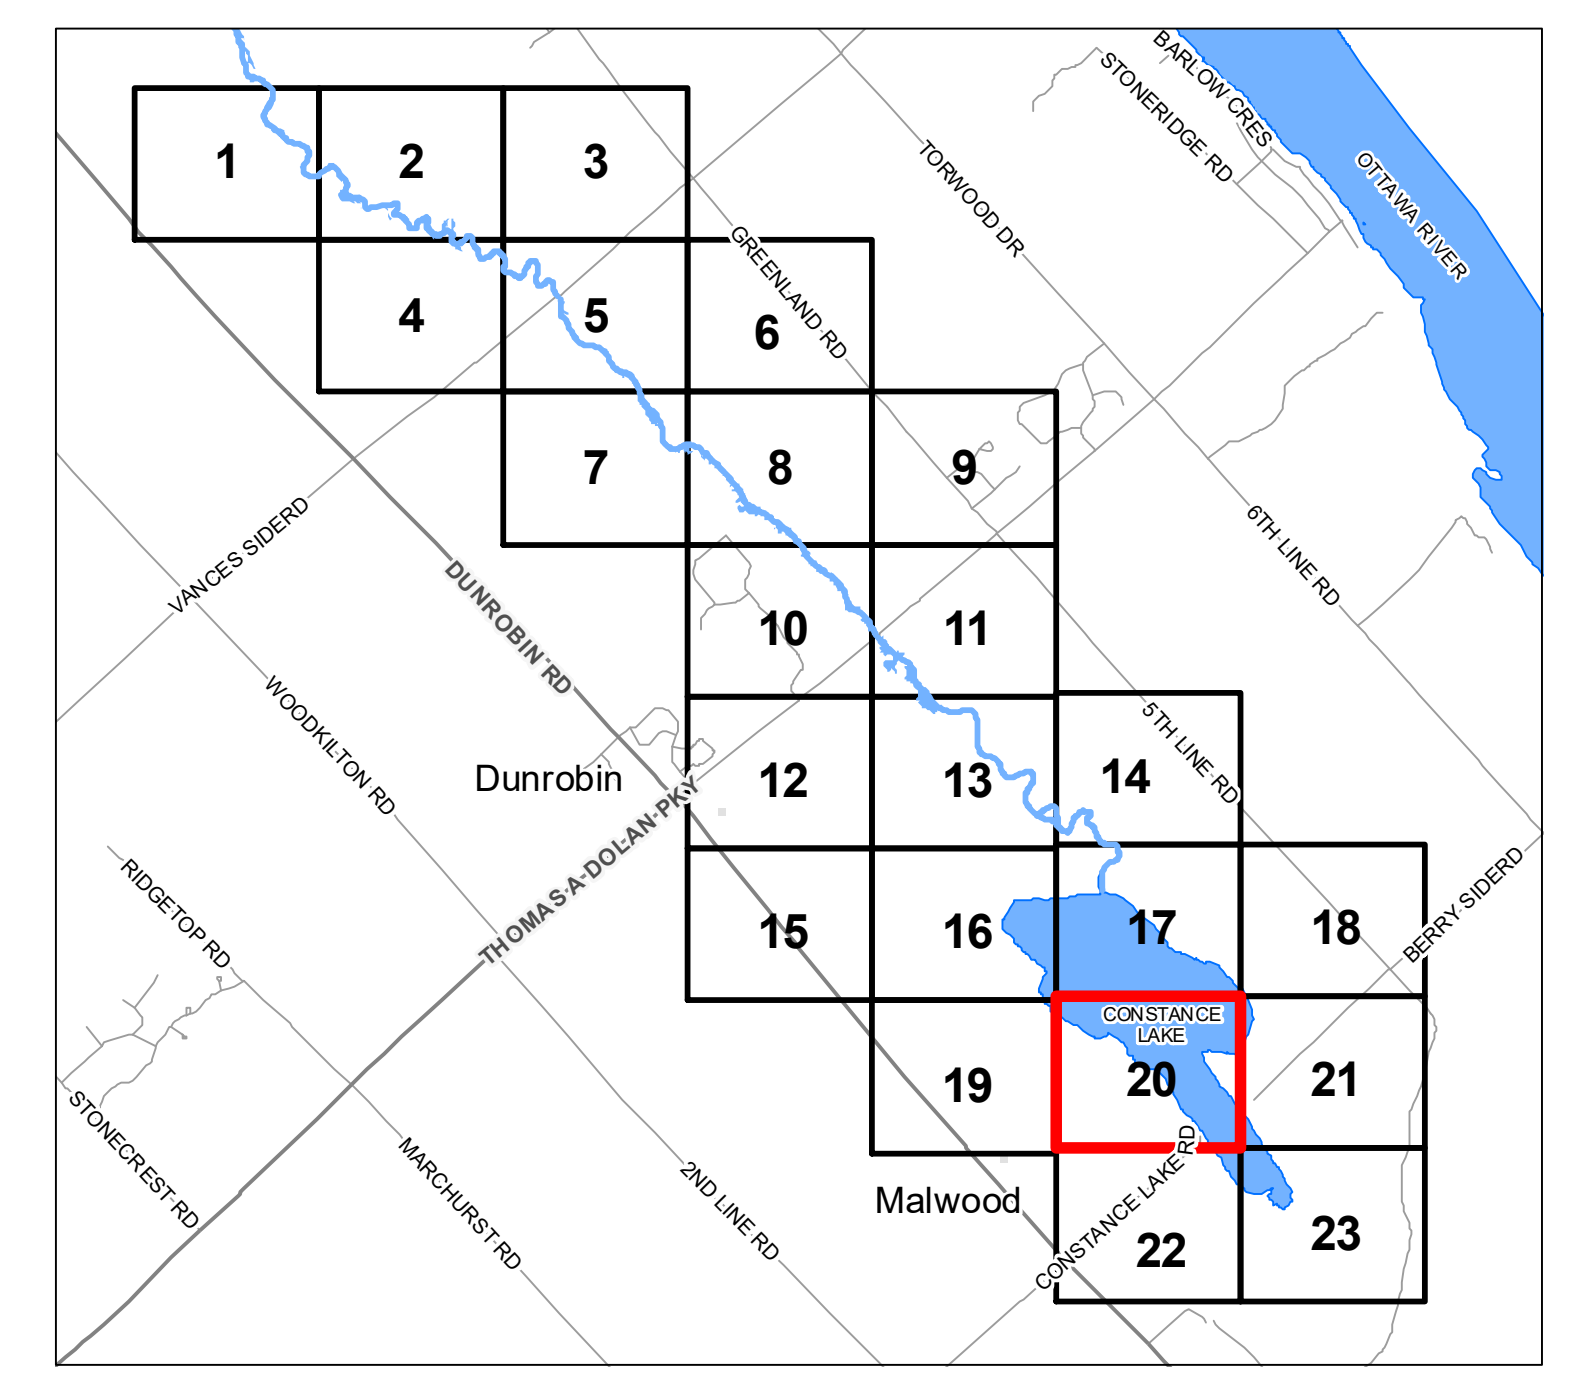 BARLOW CRES
STONERIDGE RD
OTTAWA RIVER
TORWOOD DR
1
2
3
GREENLAND RD
4
5
6
7
8
9
VANCES SIDERD
DUNROBIN RD
6TH LINE RD
10
11
WOODKILTON RD
5TH LINE RD
Dunrobin
12
13
14
THOMAS A DOLAN PKY
RIDGETOP RD
15
16
17
18
BERRY SIDERD
CONSTANCE
LAKE
19
20
21
STONECREST RD
MARCHURST RD
2ND LINE RD
Malwood
CONSTANCE LAKE RD
22
23